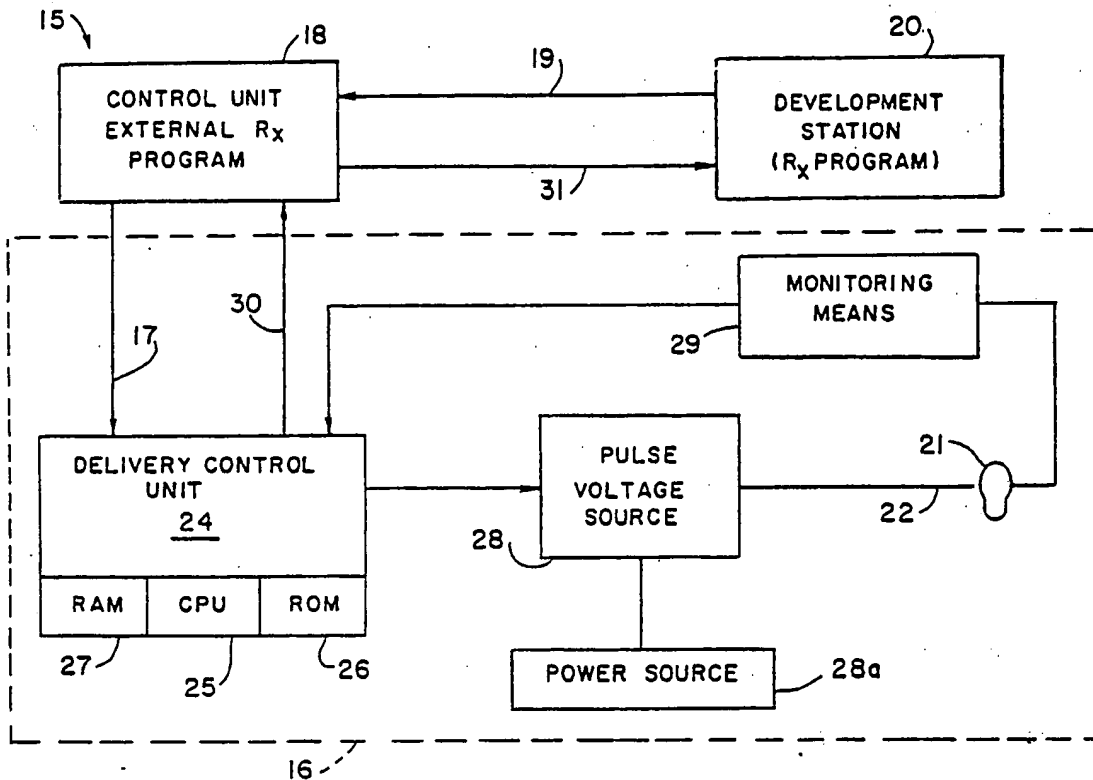 15
18
CONTROL UNIT
EXTERNAL Rx
PROGRAM
19
31
20
DEVELOPMENT
STATION
(Rx PROGRAM)
17
30
MONITORING
MEANS
29
DELIVERY CONTROL
UNIT
24
RAM
CPU
ROM
27
25
26
PULSE
VOLTAGE
SOURCE
28
21
22
POWER SOURCE
28a
16